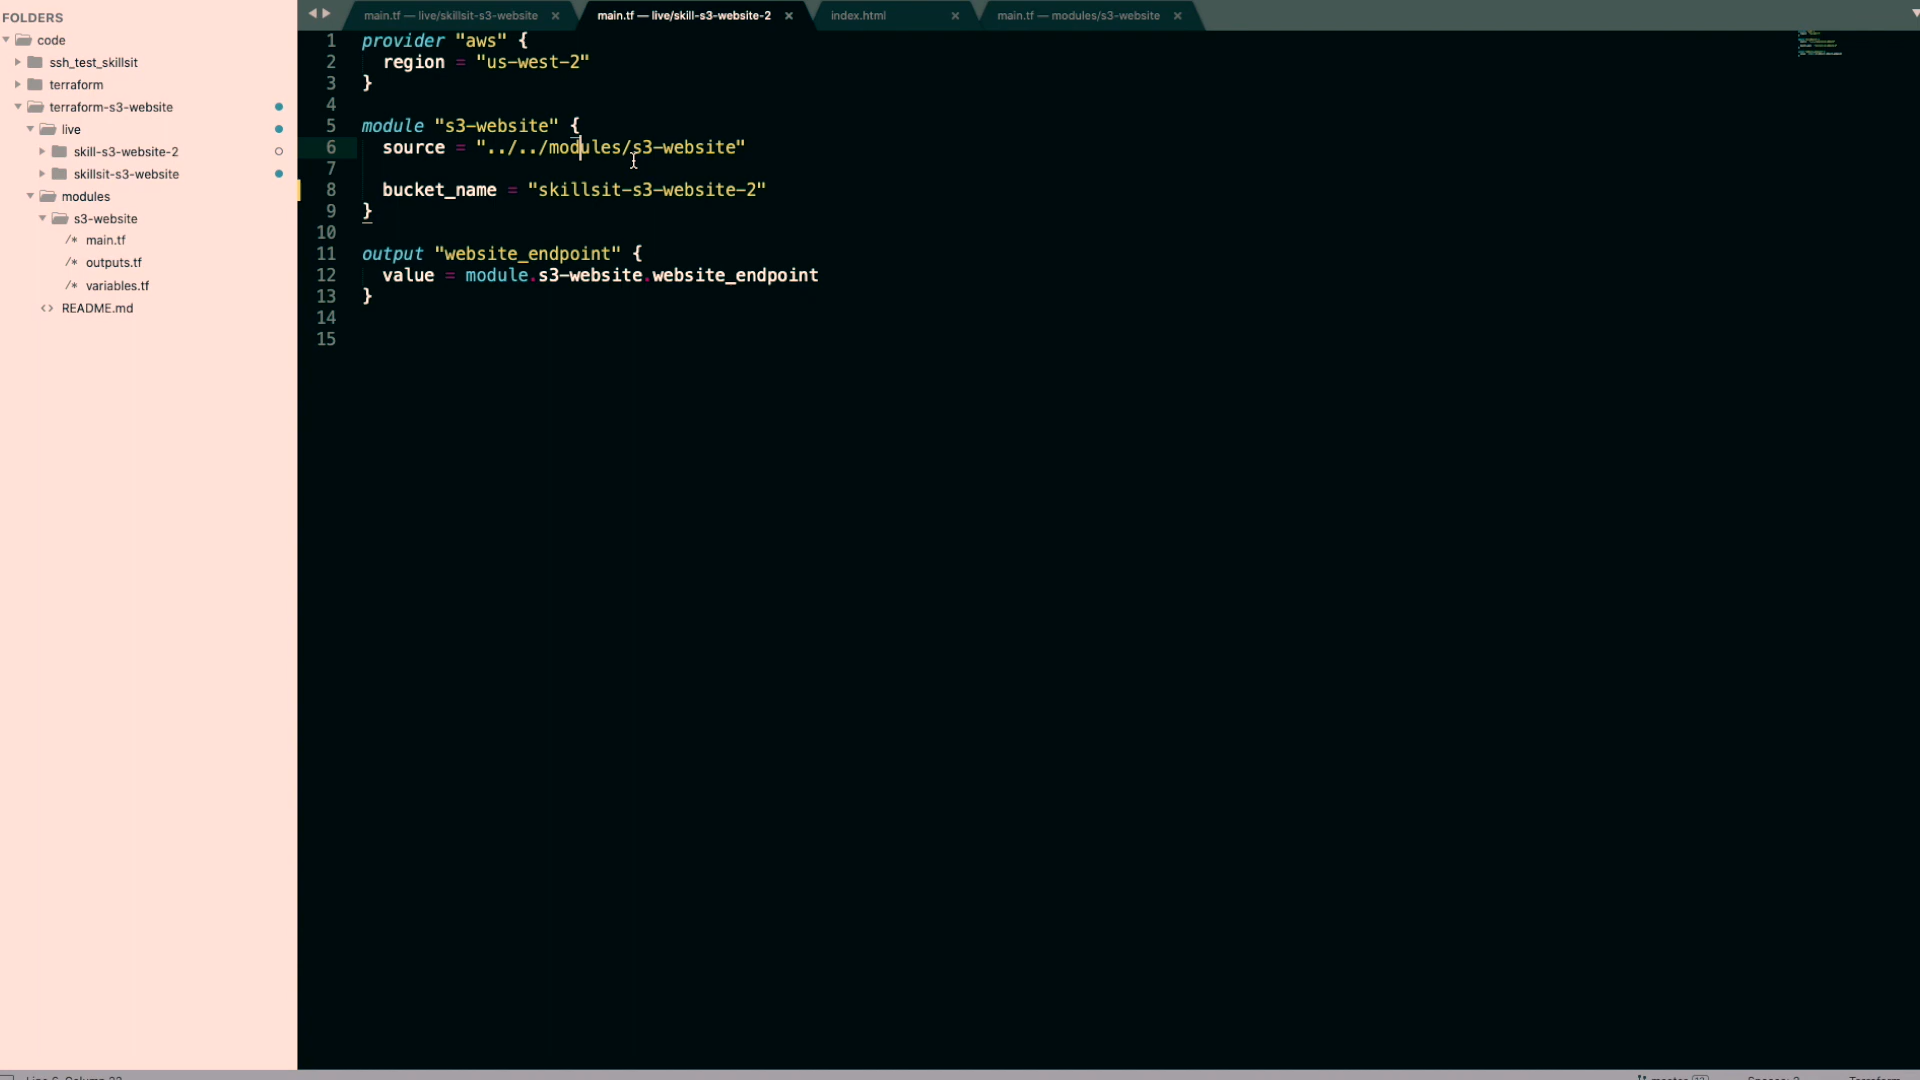 FOLDERS
code
ssh_test_skillsit
terraform
terraform-s3-website
live
skill-s3-website-2
skillsit-s3-website
modules
s3-website
/* main.tf
/* outputs.tf
/* variables.tf
<> README.md
main.tf — live/skillsit-s3-website ×
main.tf — live/skill-s3-website-2 ×
index.html ×
main.tf — modules/s3-website ×
1 provider "aws" {
2 region = "us-west-2"
3 }
4
5 module "s3-website" {
6 source = "../../modules/s3-website"
7
8 bucket_name = "skillsit-s3-website-2"
9 }
10
11 output "website_endpoint" {
12 value = module.s3-website.website_endpoint
13 }
14
15